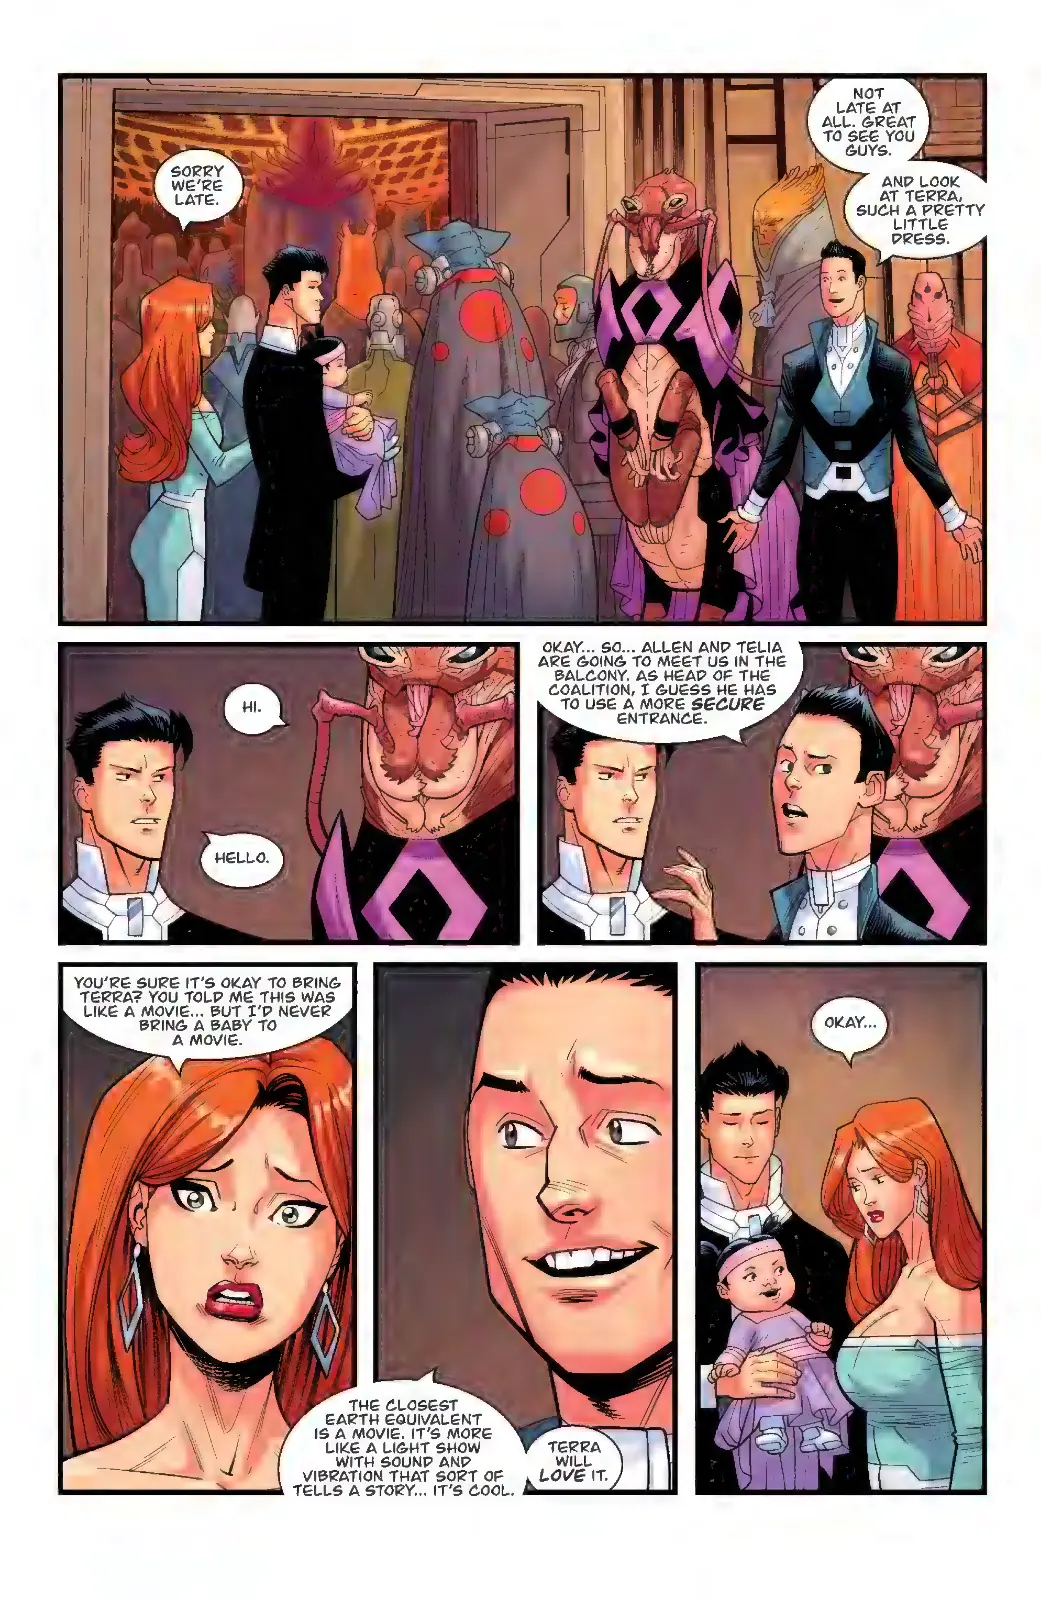 SORRY
WE'RE
LATE.
NOT
LATE AT
ALL. GREAT
TO SEE YOU
GUYS.
AND LOOK
AT TERRA,
SUCH A PRETTY
LITTLE
DRESS.
HI.
HELLO.
OKAY... SO... ALLEN AND TELIA
ARE GOING TO MEET US IN THE
BALCONY. AS HEAD OF THE
COALITION, I GUESS HE HAS
TO USE A MORE SECURE
ENTRANCE.
YOU'RE SURE IT'S OKAY TO BRING
TERRA? YOU TOLD ME THIS WAS
LIKE A MOVIE... BUT I'D NEVER
BRING A BABY TO
A MOVIE.
THE CLOSEST
EARTH EQUIVALENT
IS A MOVIE. IT'S MORE
LIKE A LIGHT SHOW
WITH SOUND AND
VIBRATION THAT SORT OF
TELLS A STORY... IT'S COOL.
TERRA
WILL
LOVE IT.
OKAY...